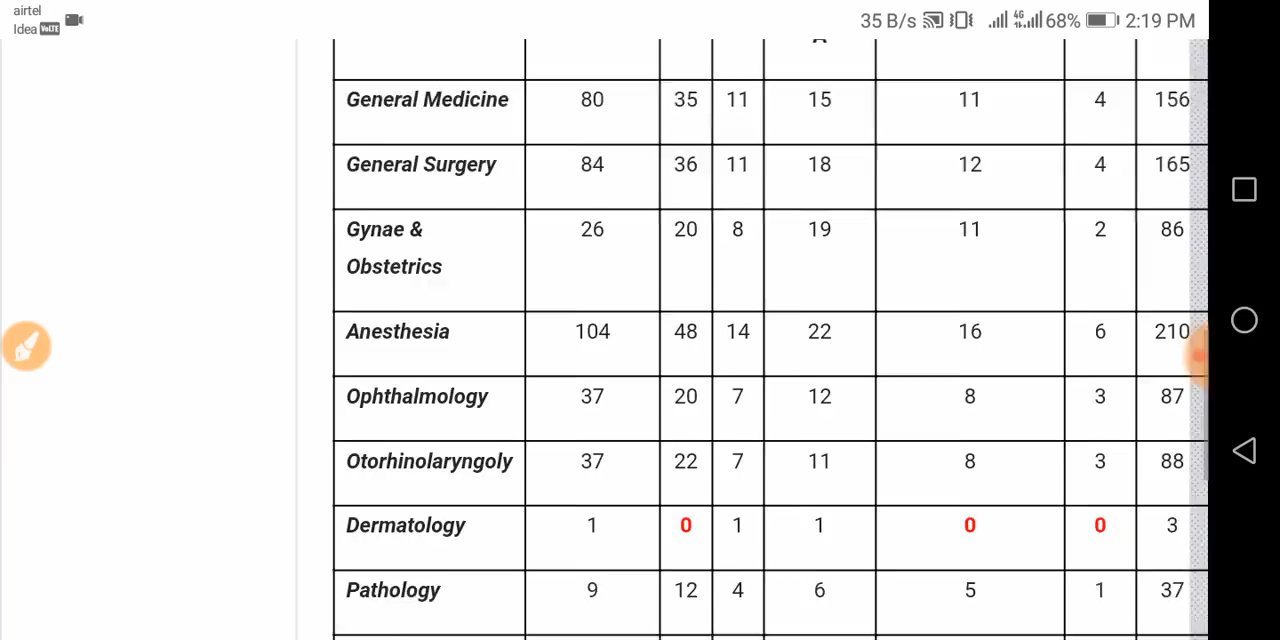 airtel
Idea VoLTE
35 B/s 4G 68% 2:19 PM
General Medicine 80 35 11 15 11 4 156
General Surgery 84 36 11 18 12 4 165
Gynae & 26 20 8 19 11 2 86
Obstetrics
Anesthesia 104 48 14 22 16 6 210
Ophthalmology 37 20 7 12 8 3 87
Otorhinolaryngoly 37 22 7 11 8 3 88
Dermatology 1 0 1 1 0 0 3
Pathology 9 12 4 6 5 1 37